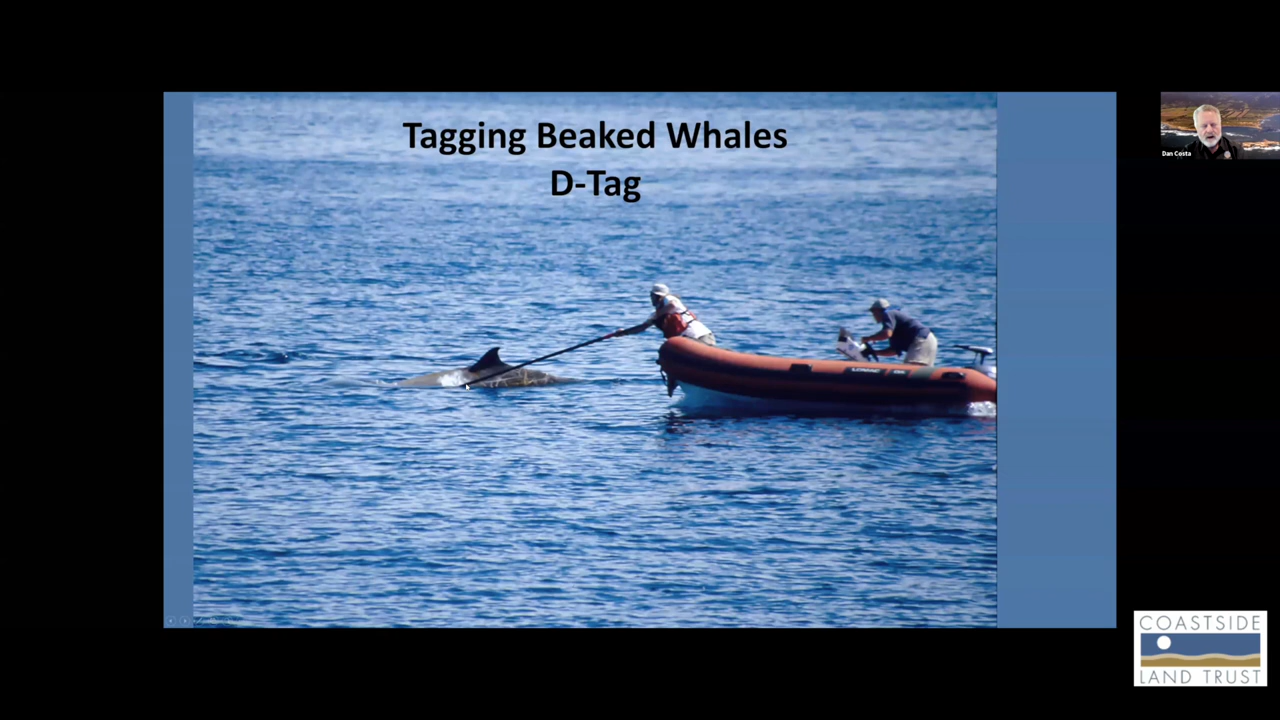 Tagging Beaked Whales
D-Tag
Dan Costa
COASTSIDE
LAND TRUST